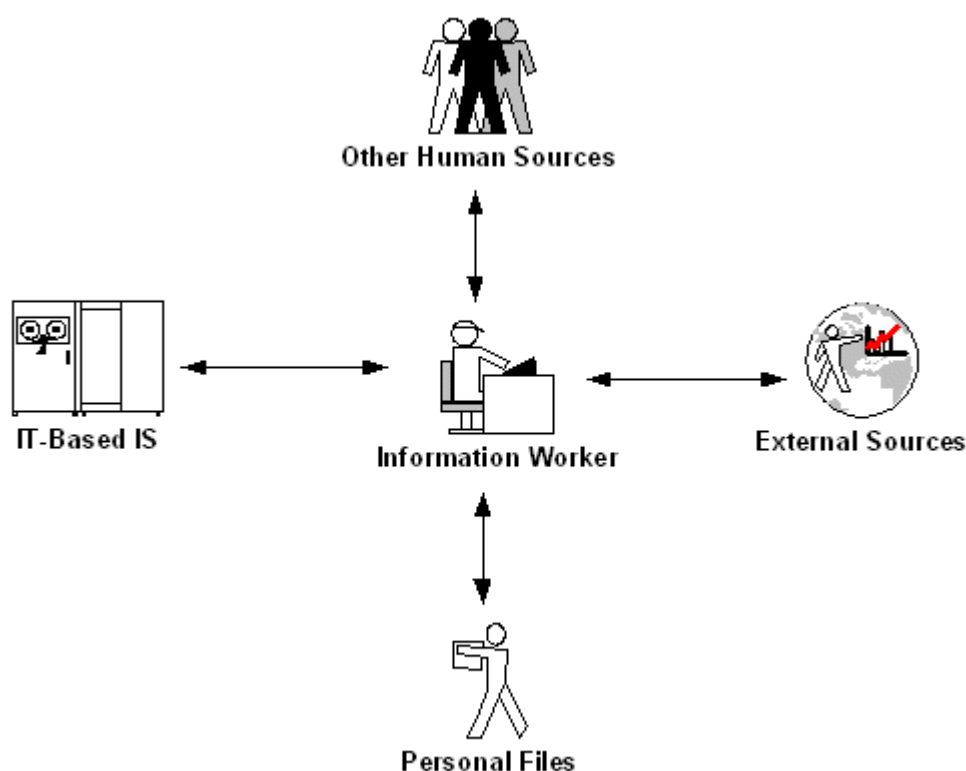 Other Human Sources
IT-Based IS
Information Worker
External Sources
Personal Files